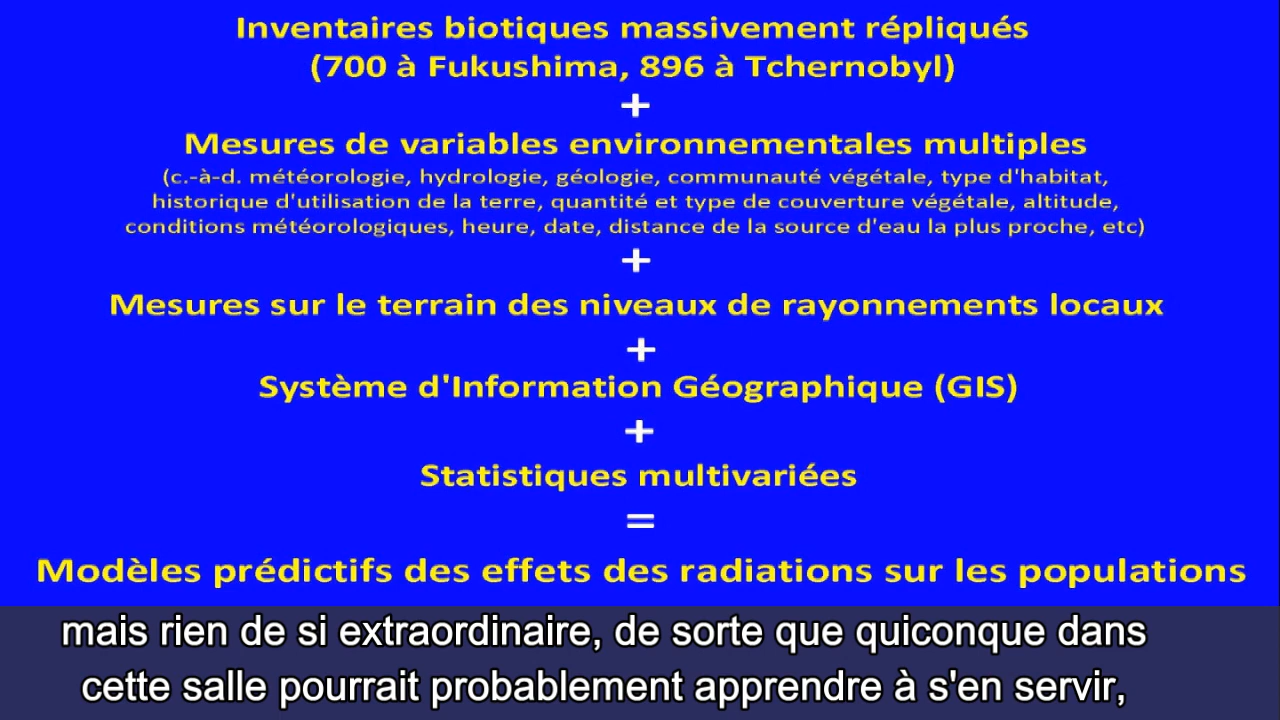 Inventaires biotiques massivement répliqués
(700 à Fukushima, 896 à Tchernobyl)
+
Mesures de variables environnementales multiples
(c.-à-d. météorologie, hydrologie, géologie, communauté végétale, type d'habitat,
historique d'utilisation de la terre, quantité et type de couverture végétale, altitude,
conditions météorologiques, heure, date, distance de la source d'eau la plus proche, etc)
+
Mesures sur le terrain des niveaux de rayonnements locaux
+
Système d'Information Géographique (GIS)
+
Statistiques multivariées
=
Modèles prédictifs des effets des radiations sur les populations
mais rien de si extraordinaire, de sorte que quiconque dans
cette salle pourrait probablement apprendre à s'en servir,